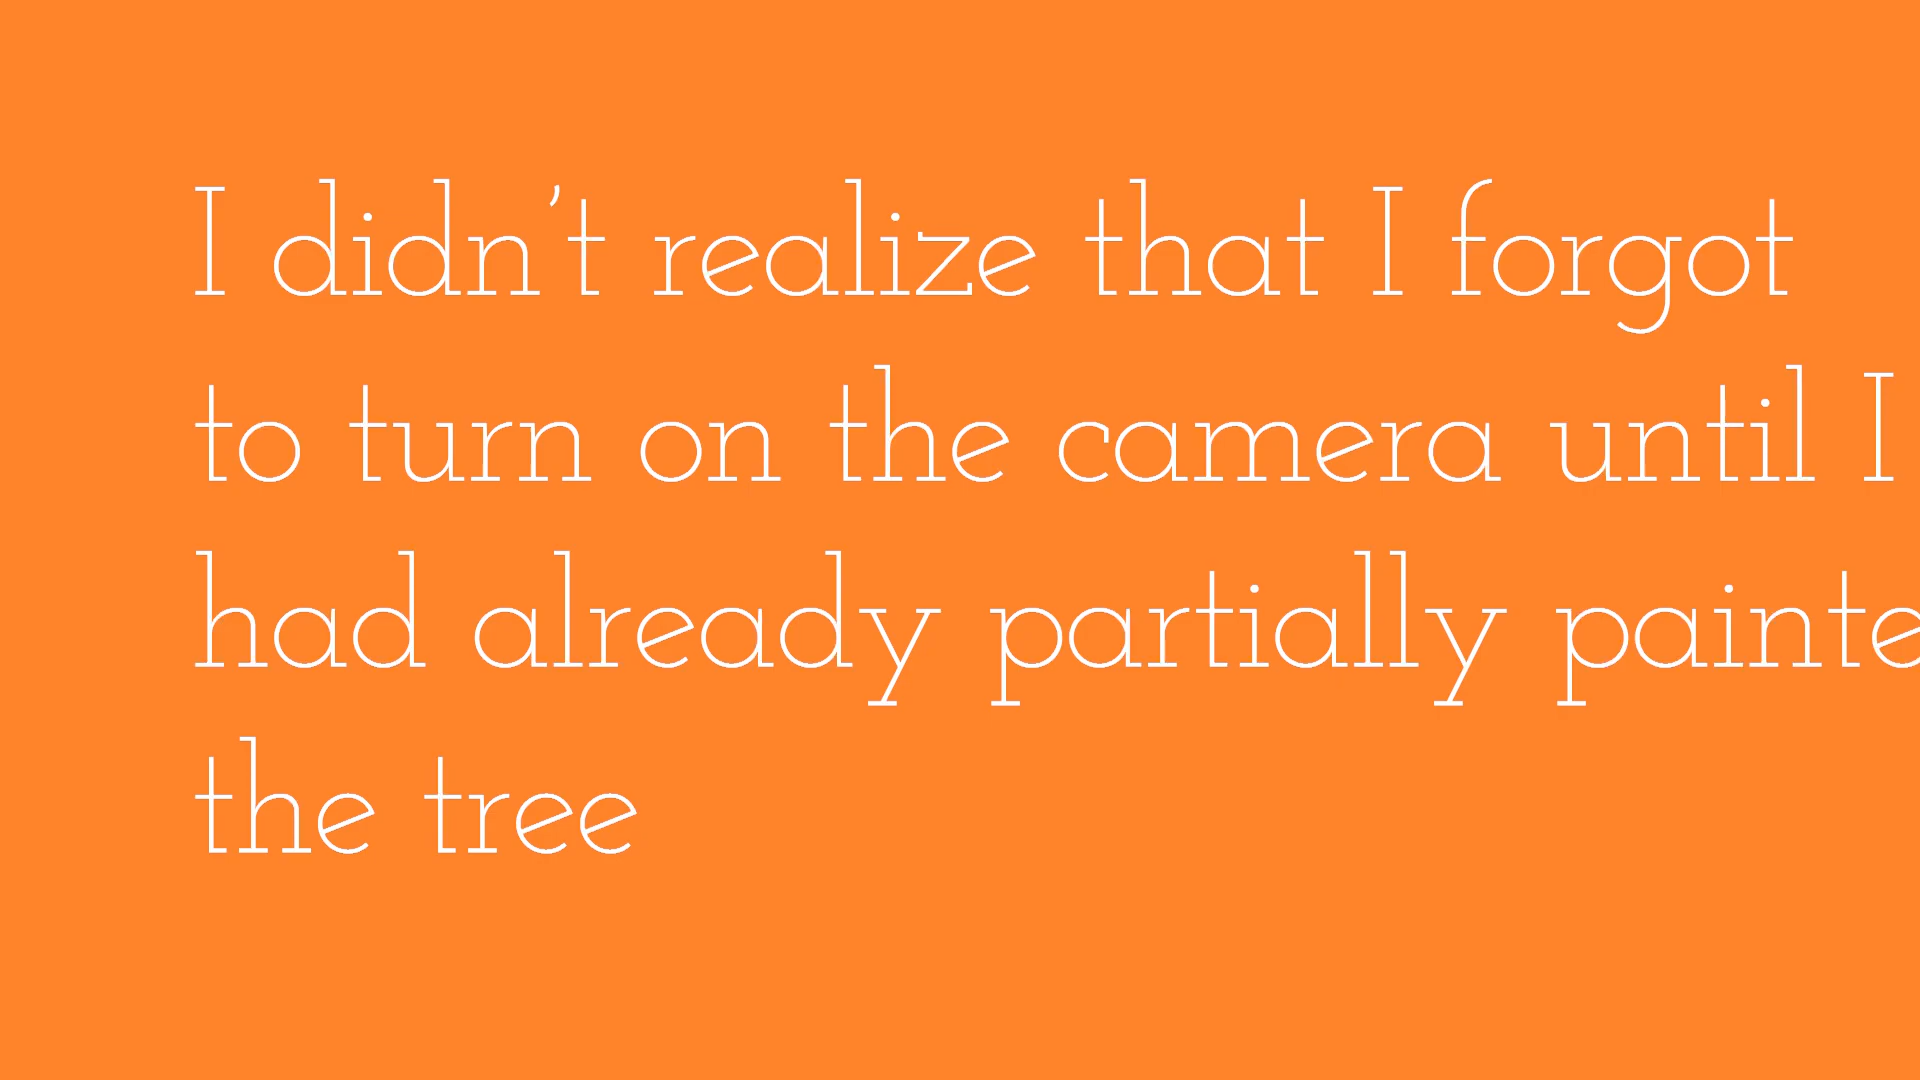 I didn’t realize that I forgot
to turn on the camera until I
had already partially painte
the tree